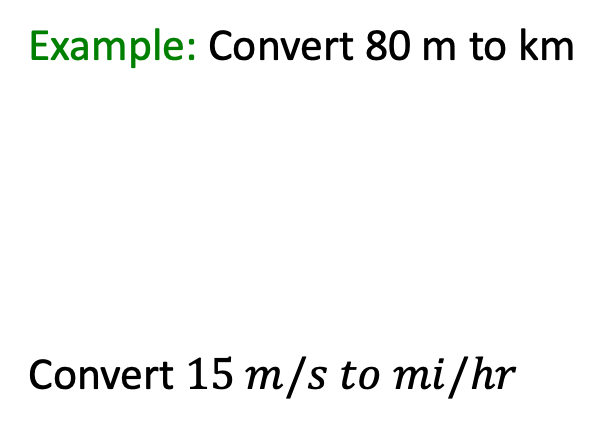 Example: Convert 80 m to km
Convert 15 m/s to mi/hr